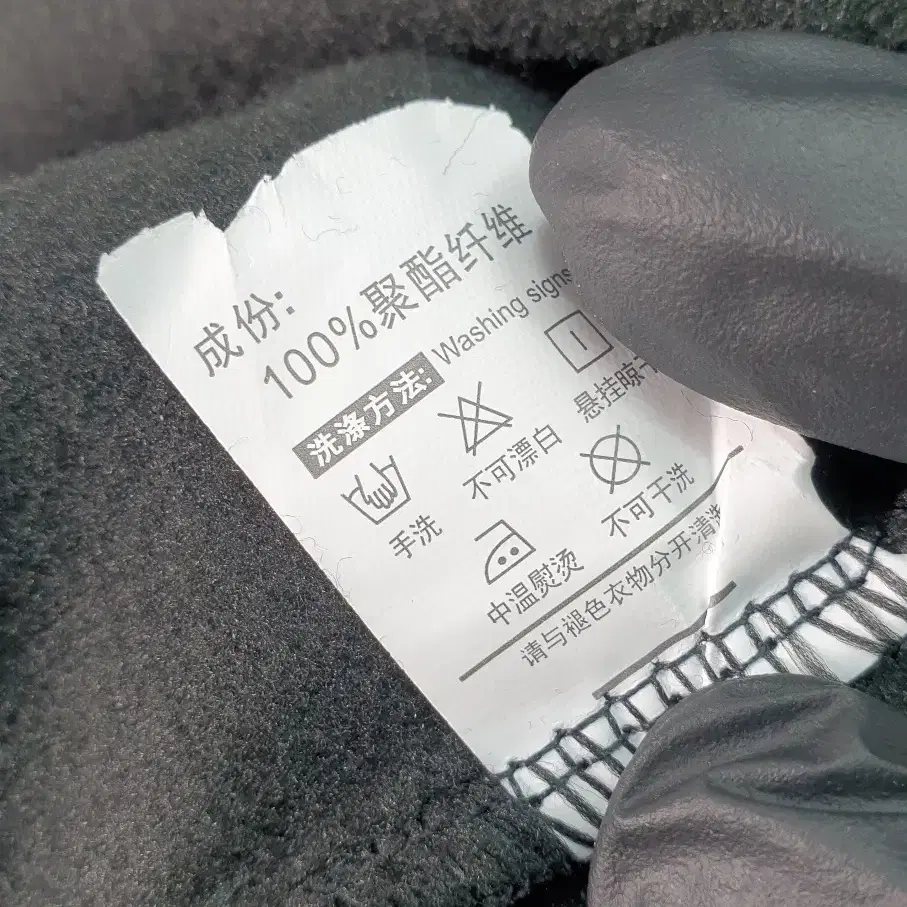 成份:
100%聚酯纤维
洗涤方法: Washing signs
手洗
不可漂白
悬挂晾干
中温熨烫
不可干洗
请与褪色衣物分开清洗